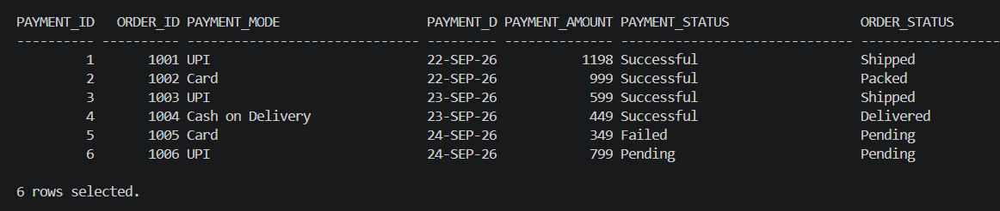 PAYMENT_ID   ORDER_ID PAYMENT_MODE                   PAYMENT_D PAYMENT_AMOUNT PAYMENT_STATUS                 ORDER_STATUS
---------- ---------- ------------------------------ --------- -------------- ------------------------------ ------------------
         1       1001 UPI                            22-SEP-26           1198 Successful                     Shipped
         2       1002 Card                           22-SEP-26            999 Successful                     Packed
         3       1003 UPI                            23-SEP-26            599 Successful                     Shipped
         4       1004 Cash on Delivery               23-SEP-26            449 Successful                     Delivered
         5       1005 Card                           24-SEP-26            349 Failed                         Pending
         6       1006 UPI                            24-SEP-26            799 Pending                        Pending
6 rows selected.